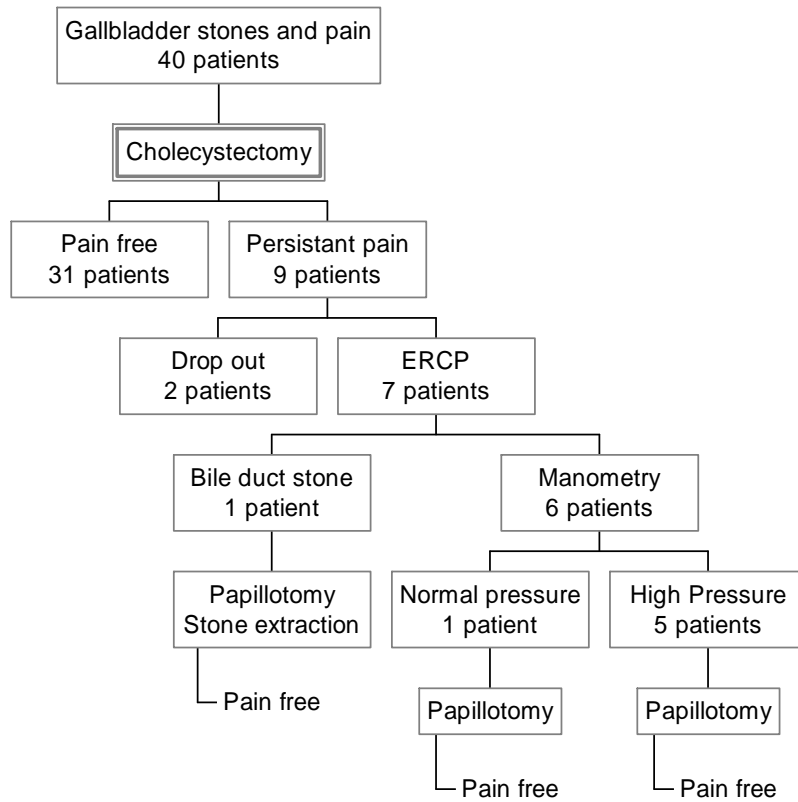 Gallbladder stones and pain
40 patients
Cholecystectomy
Pain free
31 patients
Persistant pain
9 patients
Drop out
2 patients
ERCP
7 patients
Bile duct stone
1 patient
Manometry
6 patients
Papillotomy
Stone extraction
Normal pressure
1 patient
High Pressure
5 patients
Pain free
Papillotomy
Papillotomy
Pain free
Pain free